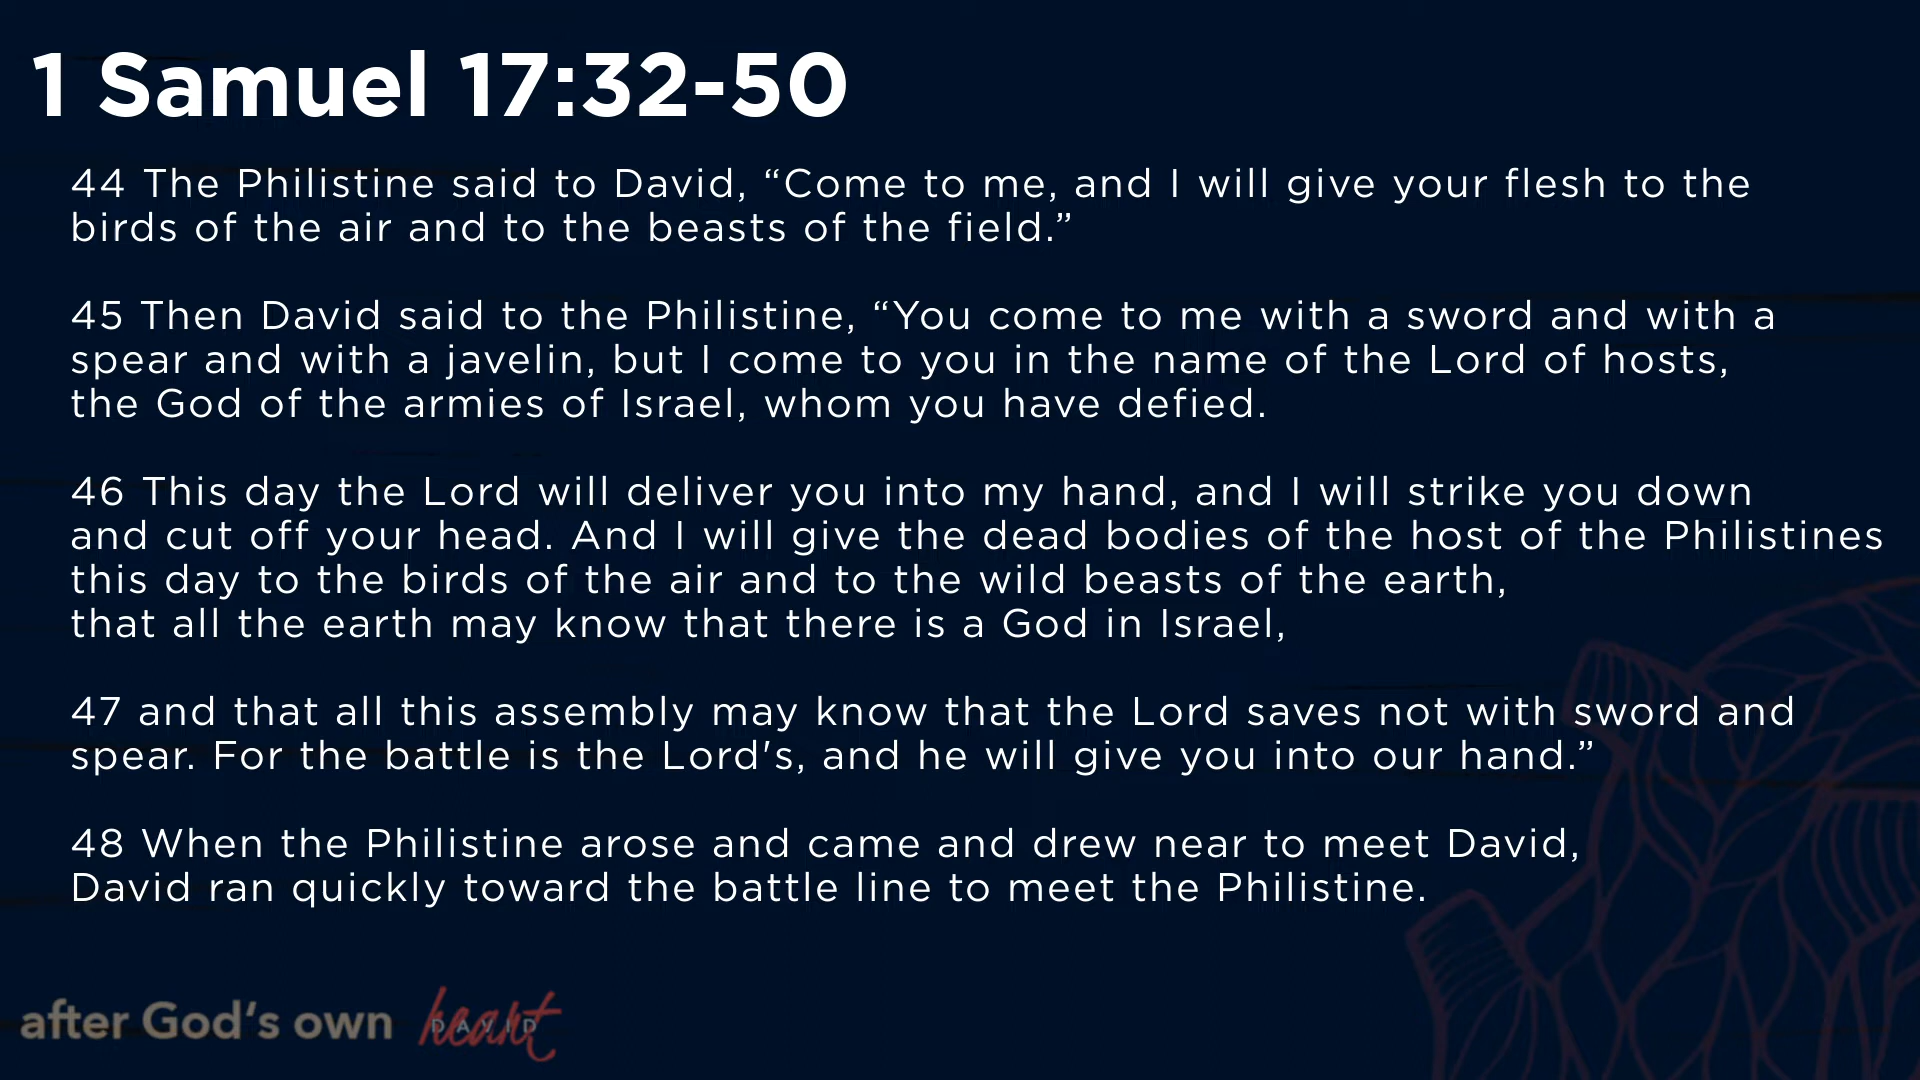 1 Samuel 17:32-50
44 The Philistine said to David, “Come to me, and I will give your flesh to the
birds of the air and to the beasts of the field.”
45 Then David said to the Philistine, “You come to me with a sword and with a
spear and with a javelin, but I come to you in the name of the Lord of hosts,
the God of the armies of Israel, whom you have defied.
46 This day the Lord will deliver you into my hand, and I will strike you down
and cut off your head. And I will give the dead bodies of the host of the Philistines
this day to the birds of the air and to the wild beasts of the earth,
that all the earth may know that there is a God in Israel,
47 and that all this assembly may know that the Lord saves not with sword and
spear. For the battle is the Lord's, and he will give you into our hand.”
48 When the Philistine arose and came and drew near to meet David,
David ran quickly toward the battle line to meet the Philistine.
after God's own heart
DAVID